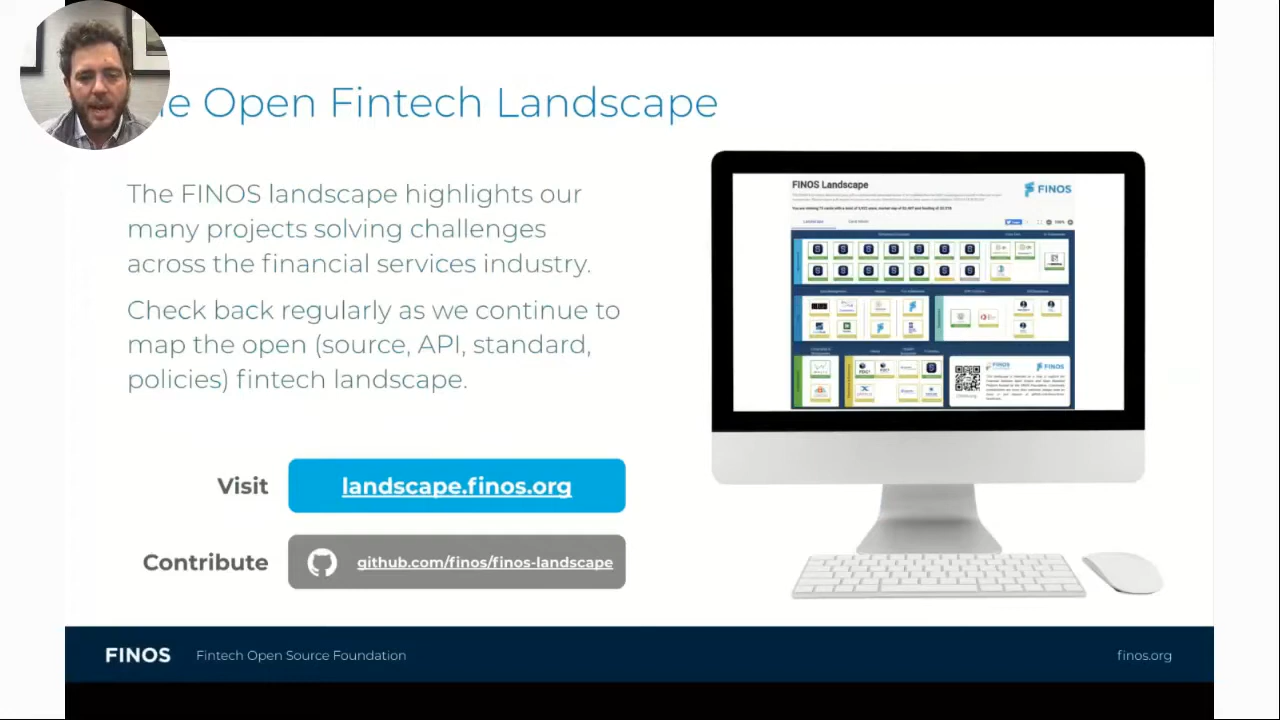 e Open Fintech Landscape
The FINOS landscape highlights our
many projects solving challenges
across the financial services industry.
Check back regularly as we continue to
map the open (source, API, standard,
policies) fintech landscape.
Visit
landscape.finos.org
Contribute
github.com/finos/finos-landscape
FINOS Landscape
FINOS
FINOS
Fintech Open Source Foundation
finos.org